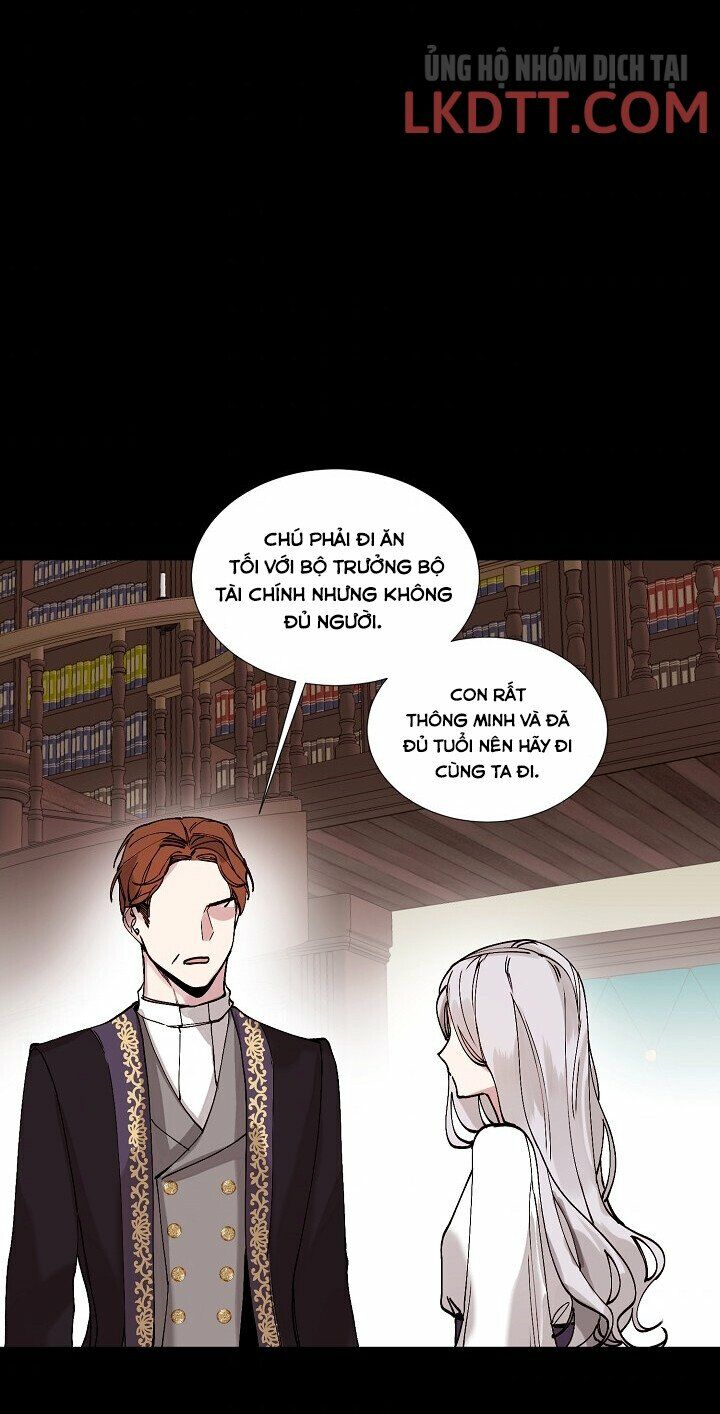 ỦNG HỘ NHÓM DỊCH TẠI
LKDTT.COM
CHÚ PHẢI ĐI ĂN
TỐI VỚI BỘ TRƯỞNG BỘ
TÀI CHÍNH NHƯNG KHÔNG
ĐỦ NGƯỜI.
CON RẤT
THÔNG MINH VÀ ĐÃ
ĐỦ TUỔI NÊN HÃY ĐI
CÙNG TA ĐI.